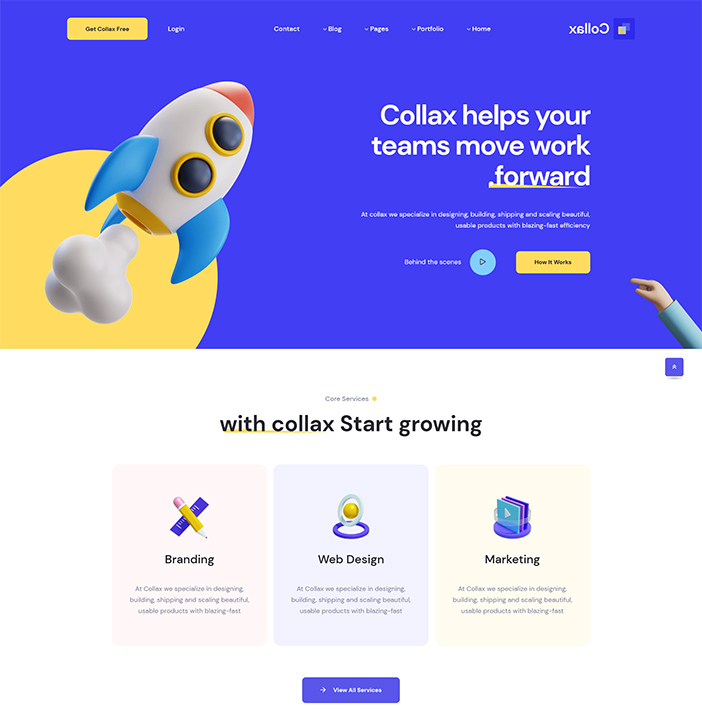 Get Collax Free
Login
Contact
Blog
Pages
Portfolio
Home
Collax
Collax helps your
teams move work
.forward
At collax we specialize in designing, building, shipping and scaling beautiful,
usable products with blazing-fast efficiency
Behind the scenes
How It Works
Core Services
with collax Start growing
Branding
At Collax we specialize in designing,
building, shipping and scaling beautiful,
usable products with blazing-fast
Web Design
At Collax we specialize in designing,
building, shipping and scaling beautiful,
usable products with blazing-fast
Marketing
At Collax we specialize in designing,
building, shipping and scaling beautiful,
usable products with blazing-fast
View All Services